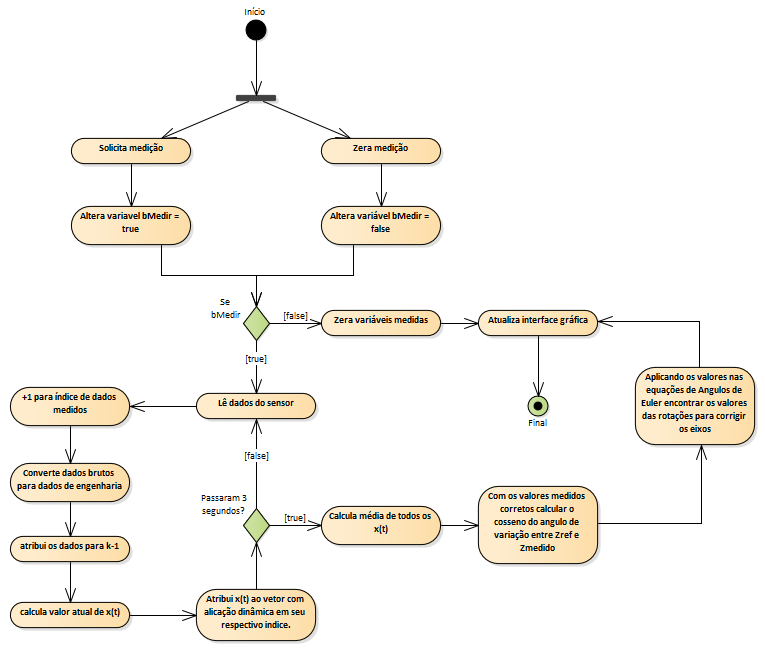 Início
Solicita medição
Zera medição
Altera variavel bMedir =
true
Altera variável bMedir =
false
Se
bMedir
[false]
Zera variáveis medidas
Atualiza interface gráfica
[true]
Final
Aplicando os valores nas
equações de Angulos de
Euler encontrar os valores
das rotações para corrigir
os eixos
+1 para índice de dados
medidos
Lê dados do sensor
[false]
Converte dados brutos
para dados de engenharia
Passaram 3
segundos?
[true]
Calcula média de todos os
x(t)
Com os valores medidos
corretos calcular o
cosseno do angulo de
variação entre Zref e
Zmedido
atribui os dados para k-1
calcula valor atual de x(t)
Atribui x(t) ao vetor com
alicação dinâmica em seu
respectivo indice.